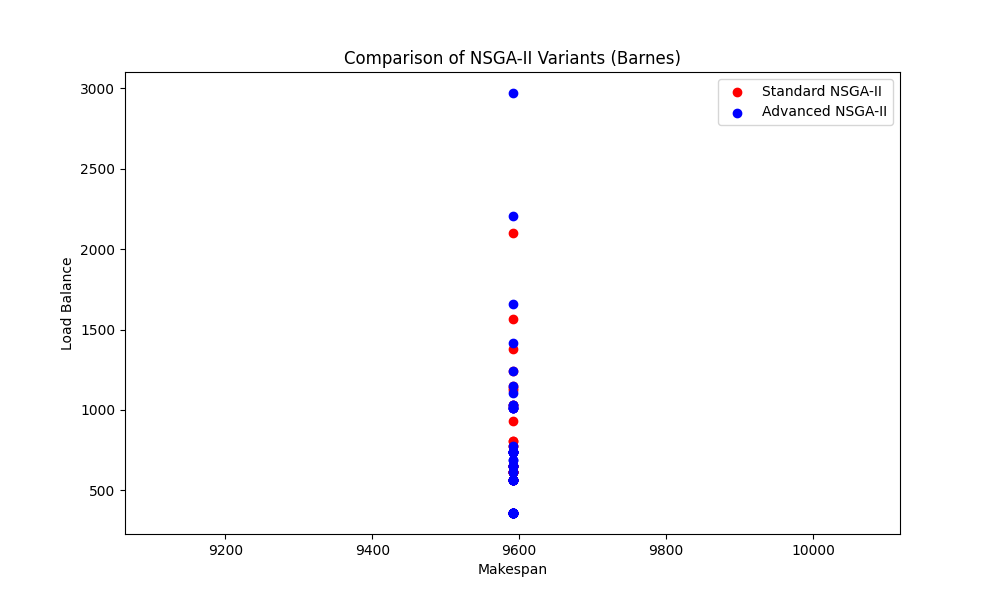 Comparison of NSGA-II Variants (Barnes)
Standard NSGA-II
Advanced NSGA-II
3000
2500
2000
1500
1000
500
Load Balance
9200 9400 9600 9800 10000
Makespan